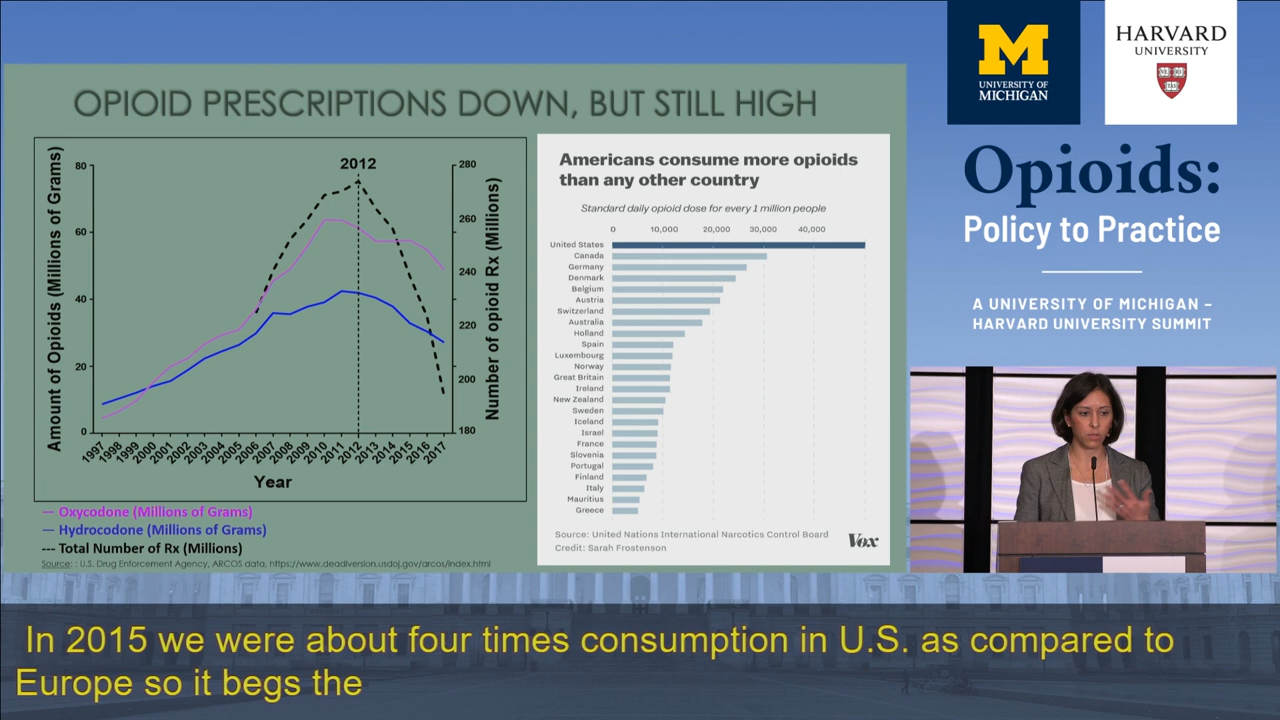 OPIOID PRESCRIPTIONS DOWN, BUT STILL HIGH
Amount of Opioids (Millions of Grams)
80
60
40
20
0
2012
280
260
240
220
200
180
Number of opioid Rx (Millions)
1997
1998
1999
2000
2001
2002
2003
2004
2005
2006
2007
2008
2009
2010
2011
2012
2013
2014
2015
2016
2017
Year
— Oxycodone (Millions of Grams)
— Hydrocodone (Millions of Grams)
--- Total Number of Rx (Millions)
Source: : U.S. Drug Enforcement Agency, ARCOS data, https://www.deadiversion.usdoj.gov/arcos/index.html
Americans consume more opioids
than any other country
Standard daily opioid dose for every 1 million people
0 10,000 20,000 30,000 40,000
United States
Canada
Germany
Denmark
Belgium
Austria
Switzerland
Australia
Holland
Spain
Luxembourg
Norway
Great Britain
Ireland
New Zealand
Sweden
Iceland
Israel
France
Slovenia
Portugal
Finland
Italy
Mauritius
Greece
Source: United Nations International Narcotics Control Board
Credit: Sarah Frostenson
Vox
M
UNIVERSITY OF
MICHIGAN
HARVARD
UNIVERSITY
VE RI TAS
Opioids:
Policy to Practice
A UNIVERSITY OF MICHIGAN –
HARVARD UNIVERSITY SUMMIT
In 2015 we were about four times consumption in U.S. as compared to
Europe so it begs the